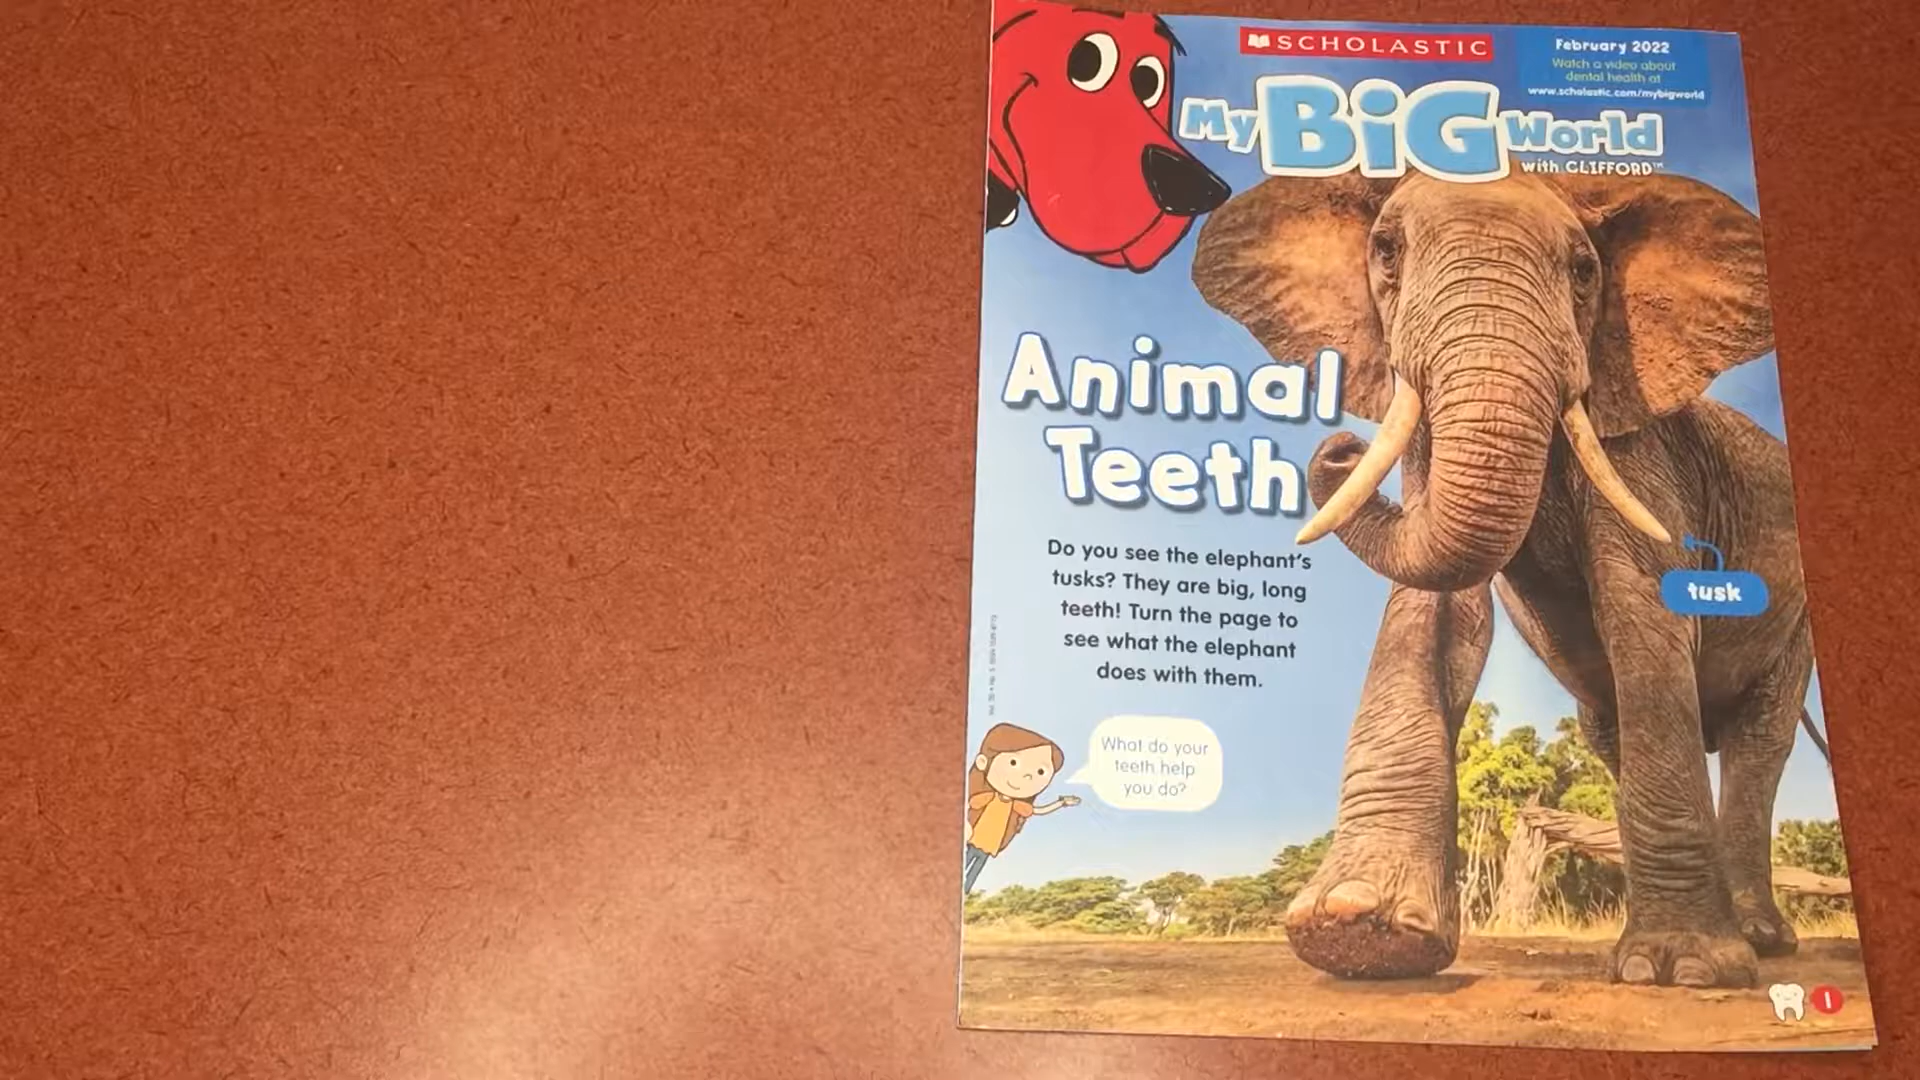 SCHOLASTIC
February 2022
Watch a video about
dental health at
www.scholastic.com/mybigworld
My BiG World
with CLIFFORD™
Animal
Teeth
Do you see the elephant's
tusks? They are big, long
teeth! Turn the page to
see what the elephant
does with them.
tusk
What do your
teeth help
you do?
1